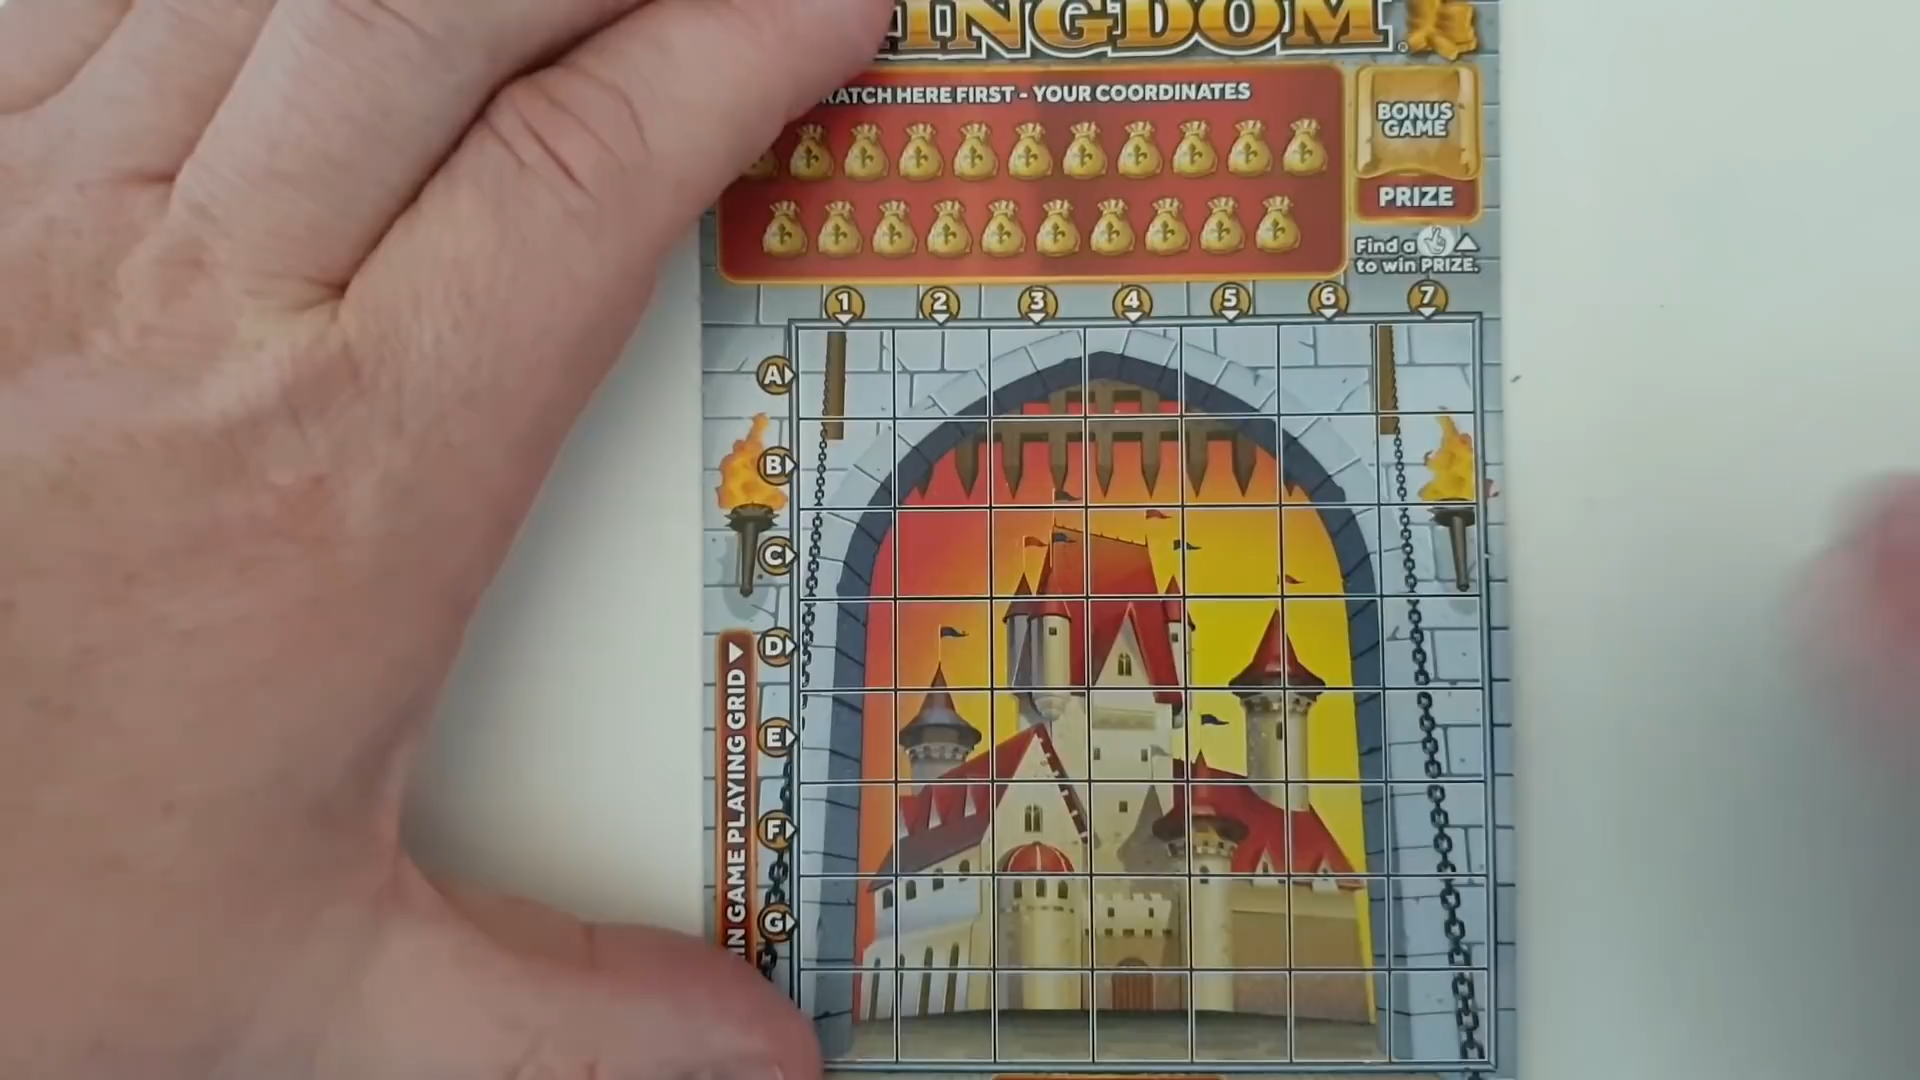 INGDOM
RATCH HERE FIRST - YOUR COORDINATES
BONUS
GAME
PRIZE
Find a
to win PRIZE.
1 2 3 4 5 6 7
A
B
C
D
E
F
G
IN GAME PLAYING GRID